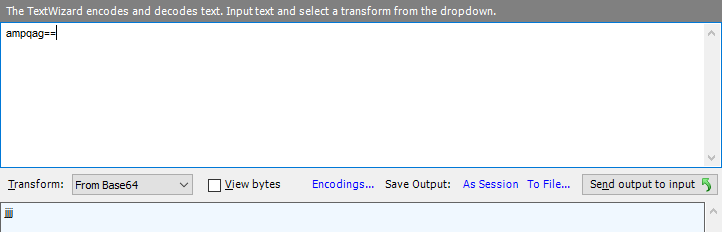 The TextWizard encodes and decodes text. Input text and select a transform from the dropdown.
ampqag==
Transform: From Base64 View bytes Encodings... Save Output: As Session To File... Send output to input